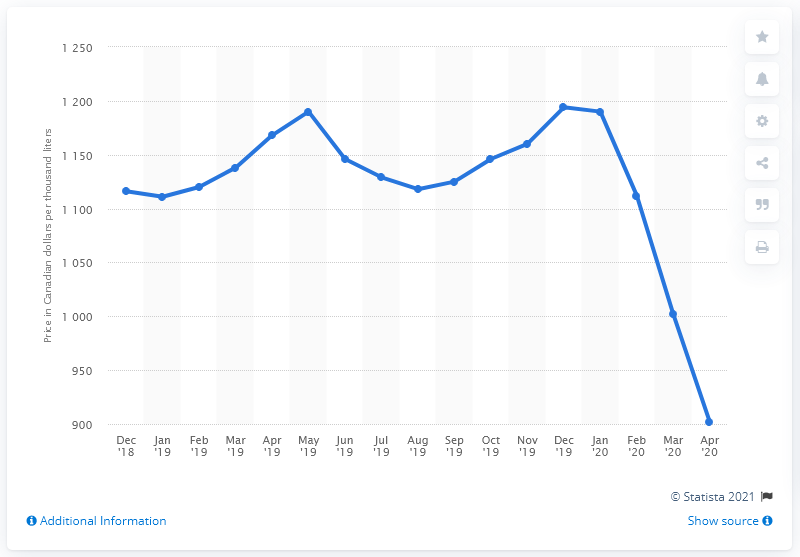 1 250
1 200
1 150
1 100
1 050
1 000
950
900
Price in Canadian dollars per thousand liters
Dec '18
Jan '19
Feb '19
Mar '19
Apr '19
May '19
Jun '19
Jul '19
Aug '19
Sep '19
Oct '19
Nov '19
Dec '19
Jan '20
Feb '20
Mar '20
Apr '20
© Statista 2021
Additional Information
Show source